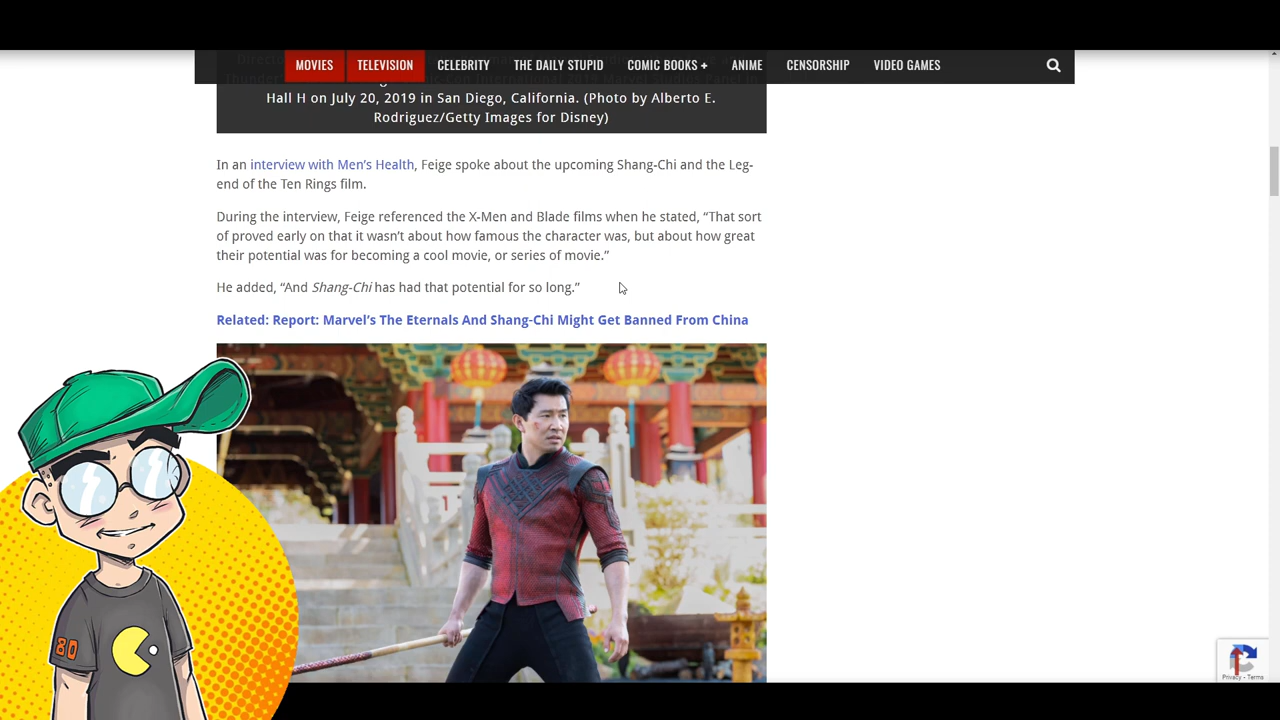 MOVIES TELEVISION CELEBRITY THE DAILY STUPID COMIC BOOKS + ANIME CENSORSHIP VIDEO GAMES
Hall H on July 20, 2019 in San Diego, California. (Photo by Alberto E.
Rodriguez/Getty Images for Disney)
In an interview with Men's Health, Feige spoke about the upcoming Shang-Chi and the Leg-
end of the Ten Rings film.
During the interview, Feige referenced the X-Men and Blade films when he stated, “That sort
of proved early on that it wasn't about how famous the character was, but about how great
their potential was for becoming a cool movie, or series of movie.”
He added, “And Shang-Chi has had that potential for so long.”
Related: Report: Marvel's The Eternals And Shang-Chi Might Get Banned From China
80
Privacy - Terms